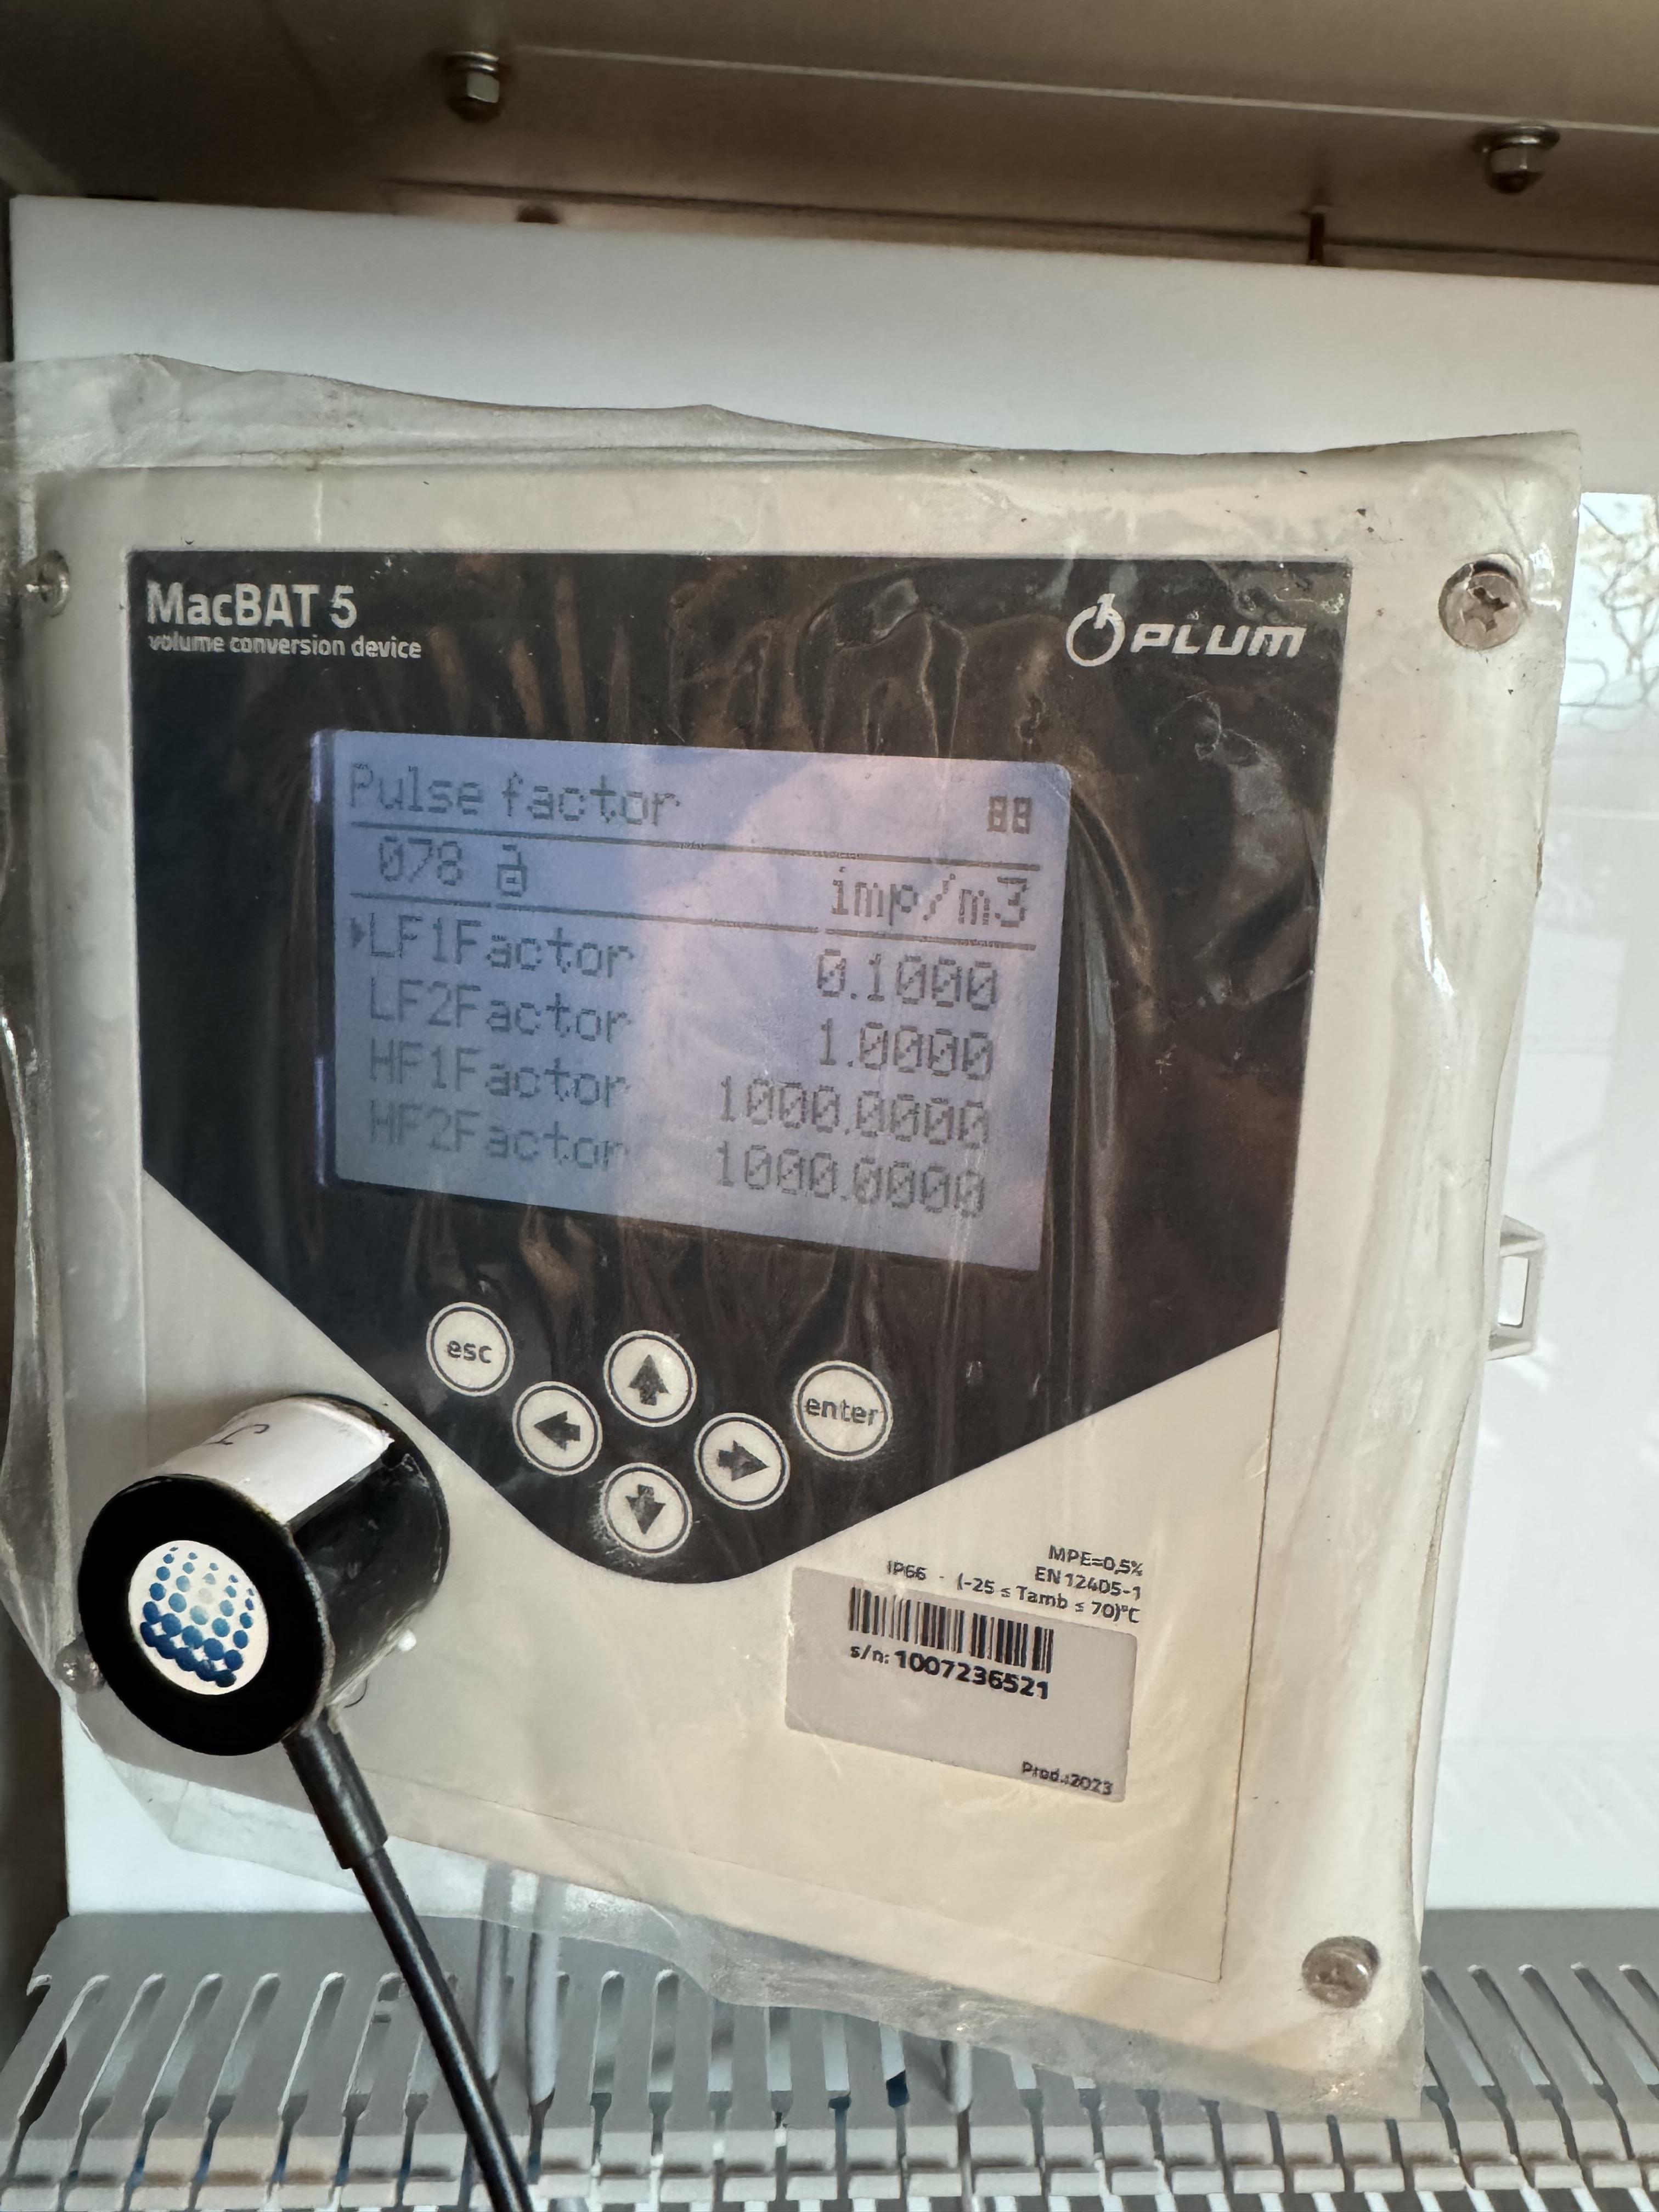 MacBAT 5
volume conversion device
PLUM
Pulse factor
078 imp/m3
LF1Factor 0.1000
LF2Factor 1.0000
HF1Factor 1000.0000
HF2Factor 1000.0000
esc
enter
MPE=0,5%
EN 12405-1
IP66 - (-25 ≤ Tamb ≤ 70)°C
s/n: 1007236521
Prod.:2023